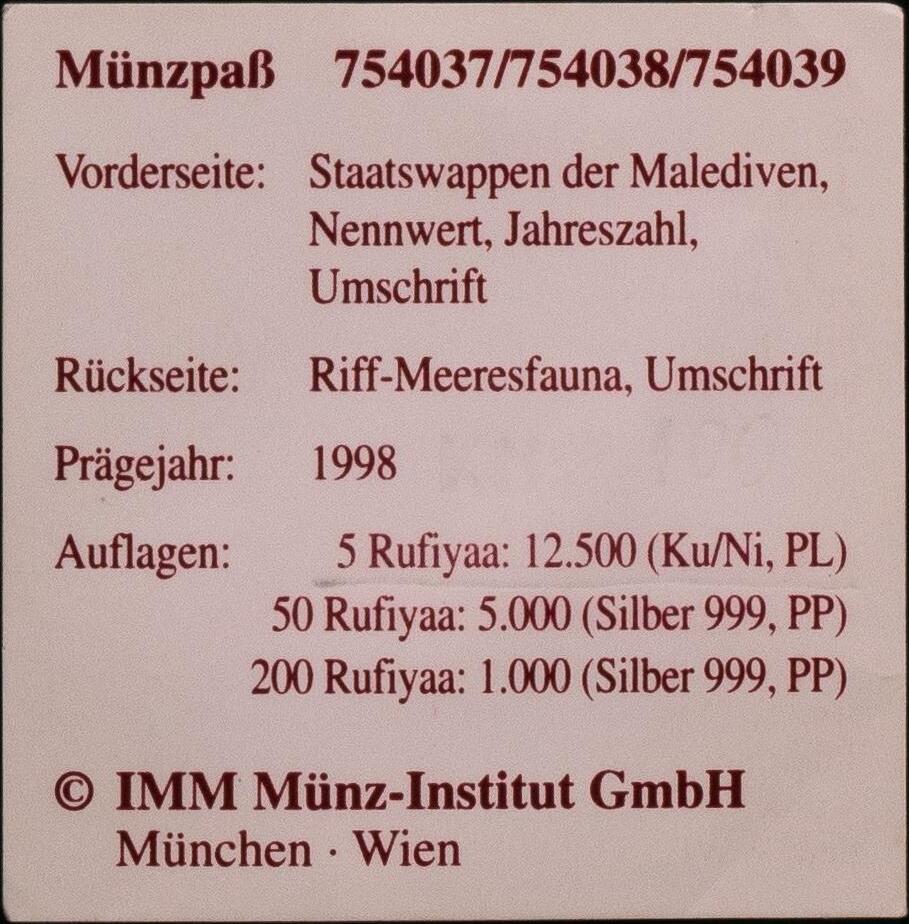 Münzpaß 754037/754038/754039
Vorderseite: Staatswappen der Malediven,
Nennwert, Jahreszahl,
Umschrift
Rückseite: Riff-Meeresfauna, Umschrift
Prägejahr: 1998
Auflagen: 5 Rufiyaa: 12.500 (Ku/Ni, PL)
50 Rufiyaa: 5.000 (Silber 999, PP)
200 Rufiyaa: 1.000 (Silber 999, PP)
© IMM Münz-Institut GmbH
München · Wien